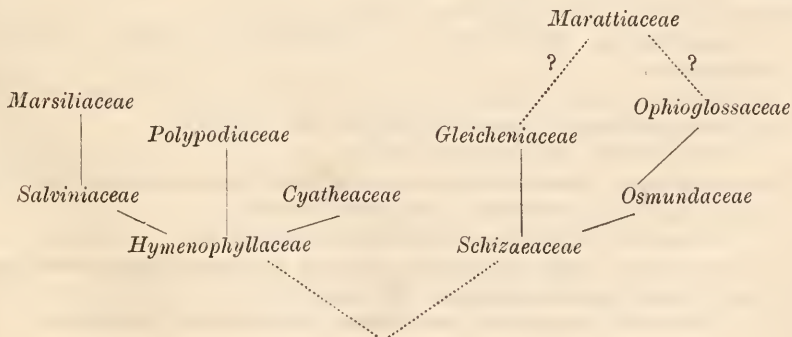 Marattiaceae
? ?
Marsiliaceae
Ophioglossaceae
Polypodiaceae
Gleicheniaceae
Salviniaceae
Cyatheaceae
Osmundaceae
Hymenophyllaceae
Schizaeaceae